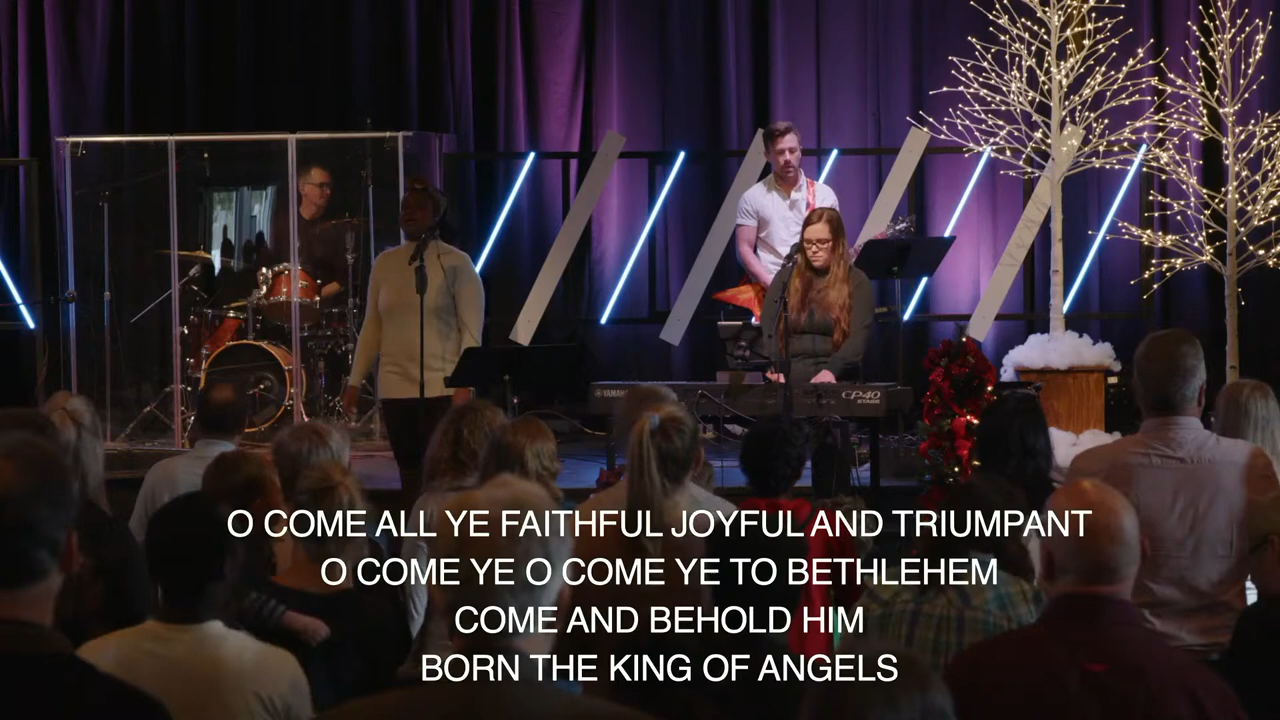 YAMAHA CP40
STAGE
O COME ALL YE FAITHFUL JOYFUL AND TRIUMPANT
O COME YE O COME YE TO BETHLEHEM
COME AND BEHOLD HIM
BORN THE KING OF ANGELS